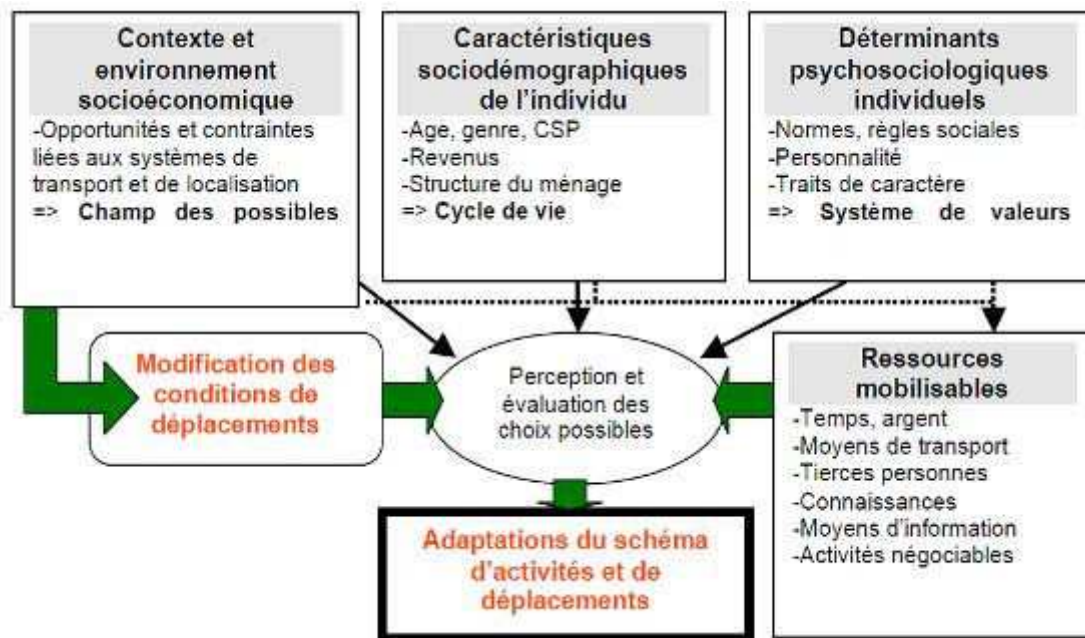 Contexte et
environnement
socioéconomique
-Opportunités et contraintes
liées aux systèmes de
transport et de localisation
=> Champ des possibles
Caractéristiques
sociodémographiques
de l'individu
-Age, genre, CSP
-Revenus
-Structure du ménage
=> Cycle de vie
Déterminants
psychosociologiques
individuels
-Normes, règles sociales
-Personnalité
-Traits de caractère
=> Système de valeurs
Modification des
conditions de
déplacements
Perception et
évaluation des
choix possibles
Ressources
mobilisables
-Temps, argent
-Moyens de transport
-Tierces personnes
-Connaissances
-Moyens d'information
-Activités négociables
Adaptations du schéma
d'activités et de
déplacements